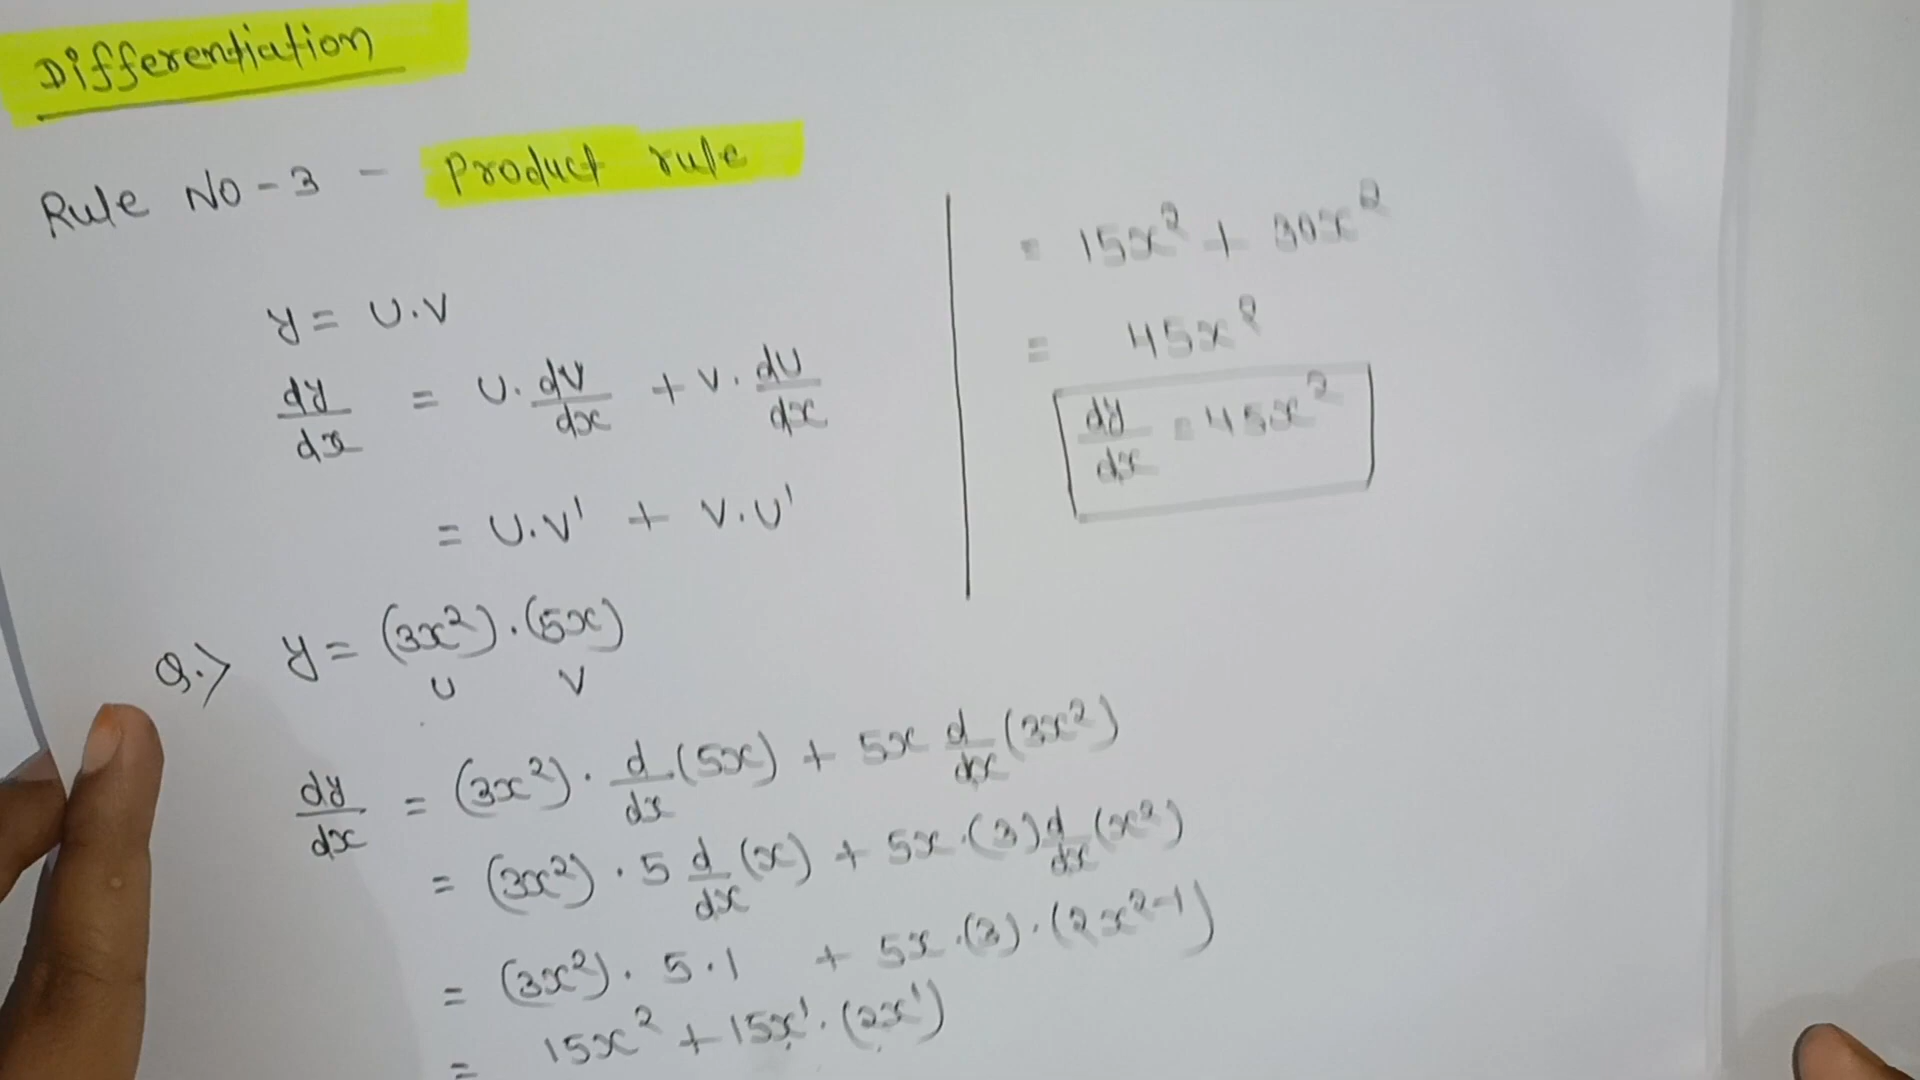 Differentiation
Rule No-3 - Product rule
y = U.V
dy/dx = U. dV/dx + V. dU/dx
= U.V' + V.U'
Q.> y = (3x²).(5x)
U V
dy/dx = (3x²). d/dx (5x) + 5x d/dx (3x²)
= (3x²). 5 d/dx (x) + 5x.(3) d/dx (x²)
= (3x²). 5.1 + 5x.(3).(2x²⁻¹)
= 15x² + 15x¹.(2x¹)
= 15x² + 30x²
= 45x²
dy/dx = 45x²